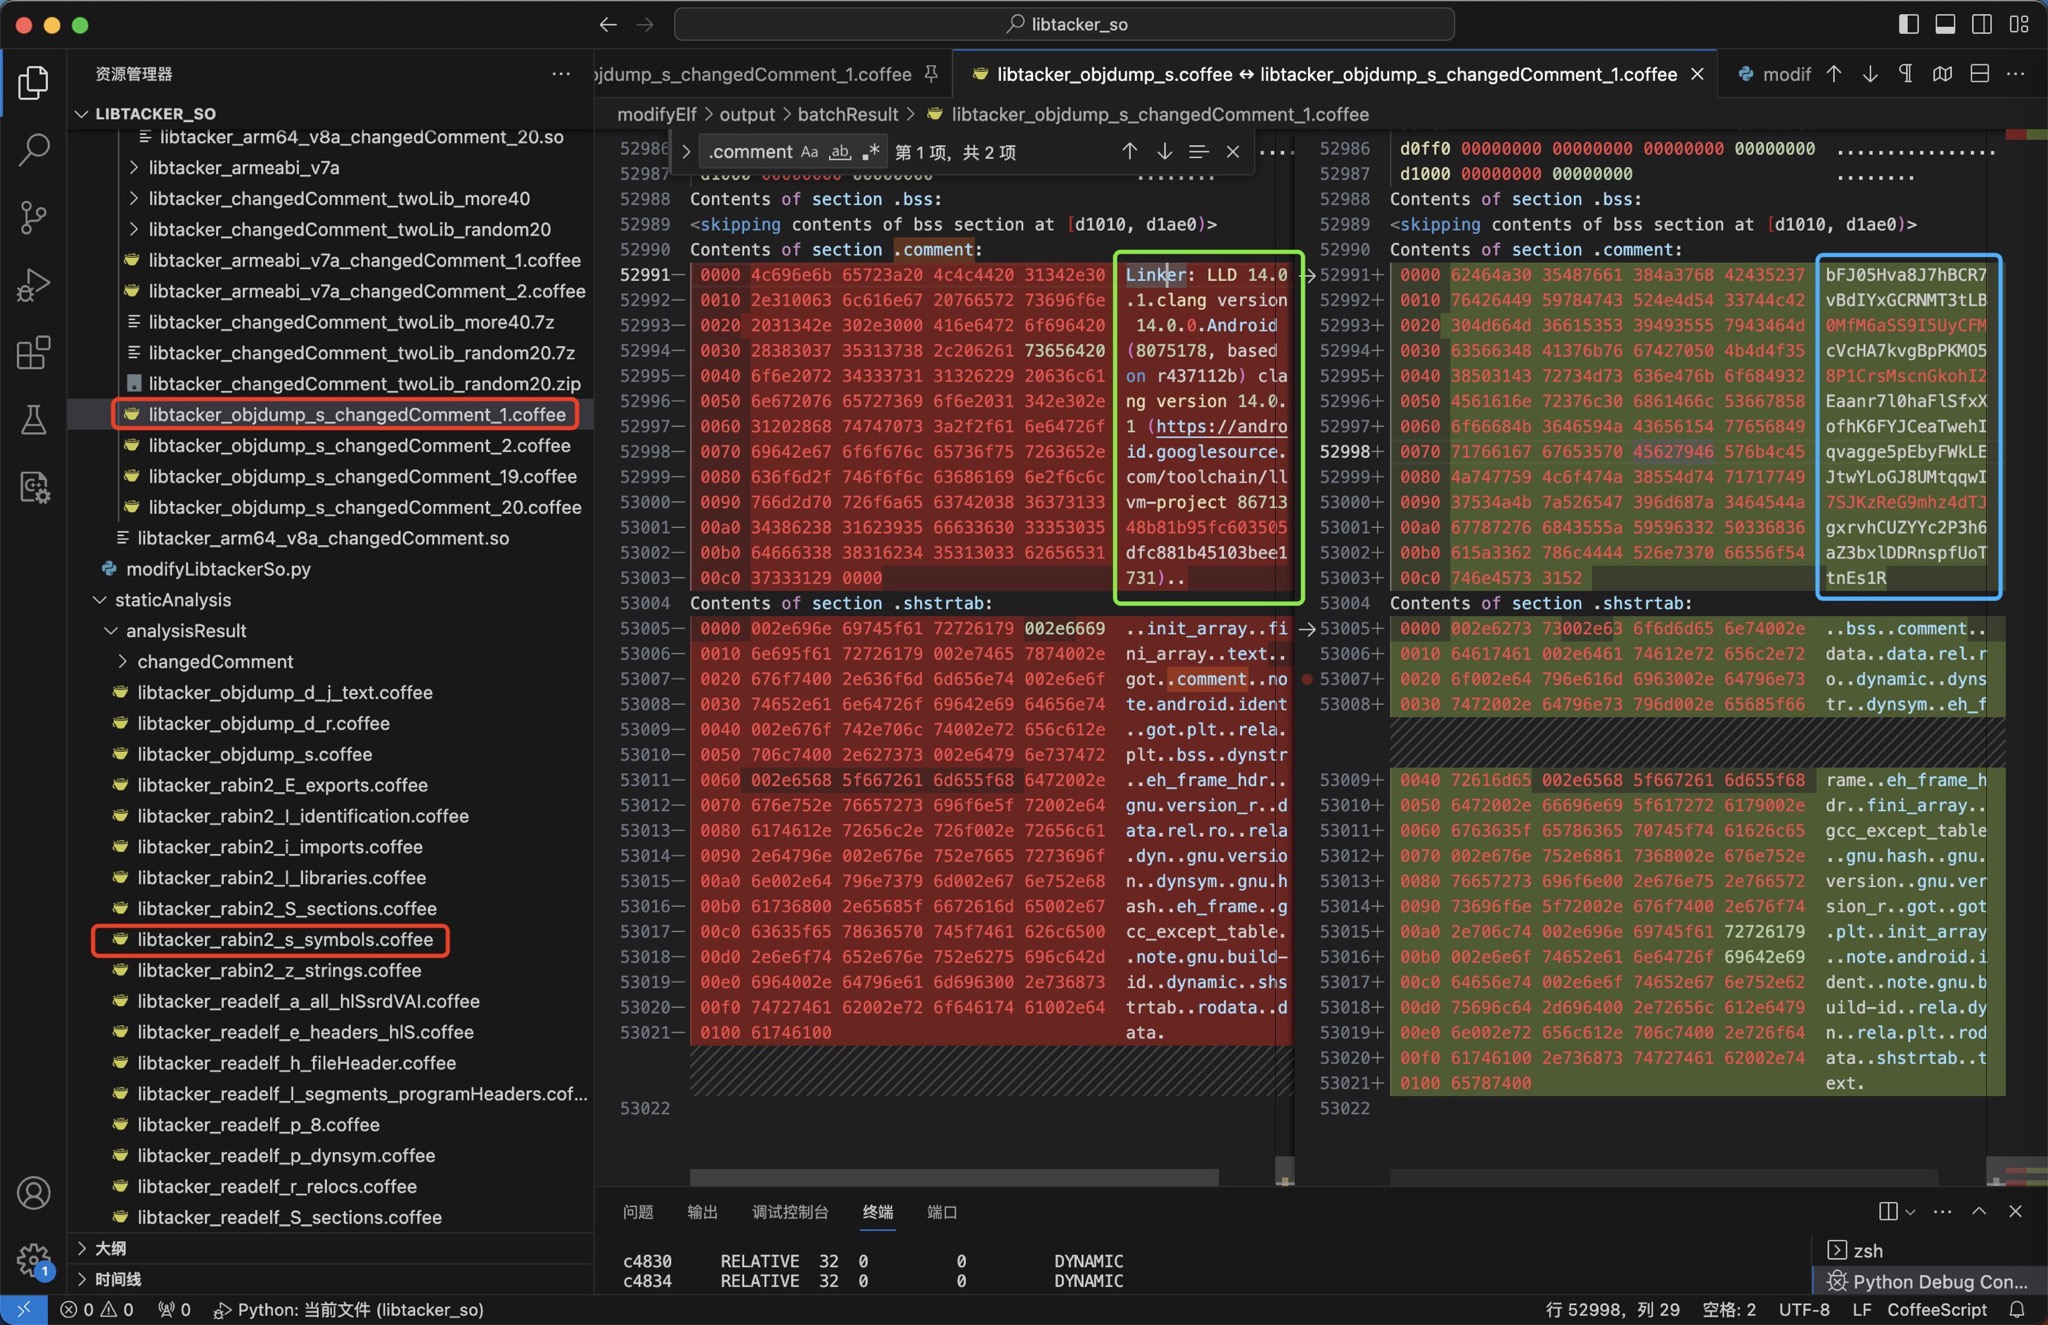 libtacker_so
资源管理器
LIBTACKER_SO
libtacker_arm64_v8a_changedComment_20.so
libtacker_armeabi_v7a
libtacker_changedComment_twoLib_more40
libtacker_changedComment_twoLib_random20
libtacker_armeabi_v7a_changedComment_1.coffee
libtacker_armeabi_v7a_changedComment_2.coffee
libtacker_changedComment_twoLib_more40.7z
libtacker_changedComment_twoLib_random20.7z
libtacker_changedComment_twoLib_random20.zip
libtacker_objdump_s_changedComment_1.coffee
libtacker_objdump_s_changedComment_2.coffee
libtacker_objdump_s_changedComment_19.coffee
libtacker_objdump_s_changedComment_20.coffee
libtacker_arm64_v8a_changedComment.so
modifyLibtackerSo.py
staticAnalysis
analysisResult
changedComment
libtacker_objdump_d_j_text.coffee
libtacker_objdump_d_r.coffee
libtacker_objdump_s.coffee
libtacker_rabin2_E_exports.coffee
libtacker_rabin2_I_identification.coffee
libtacker_rabin2_i_imports.coffee
libtacker_rabin2_l_libraries.coffee
libtacker_rabin2_S_sections.coffee
libtacker_rabin2_s_symbols.coffee
libtacker_rabin2_z_strings.coffee
libtacker_readelf_a_all_hlSsrdVAI.coffee
libtacker_readelf_e_headers_hlS.coffee
libtacker_readelf_h_fileHeader.coffee
libtacker_readelf_l_segments_programHeaders.cof...
libtacker_readelf_p_8.coffee
libtacker_readelf_p_dynsym.coffee
libtacker_readelf_r_relocs.coffee
libtacker_readelf_S_sections.coffee
大纲
时间线
jdump_s_changedComment_1.coffee
libtacker_objdump_s.coffee ↔ libtacker_objdump_s_changedComment_1.coffee
modif
modifyElf > output > batchResult > libtacker_objdump_s_changedComment_1.coffee
.comment Aa ab .* 第 1 项, 共 2 项
52986
52987 d1000 00000000 00000000 ........
52988 Contents of section .bss:
52989 <skipping contents of bss section at [d1010, d1ae0)>
52990 Contents of section .comment:
52991− 0000 4c696e6b 65723a20 4c4c4420 31342e30 Linker: LLD 14.0
52992− 0010 2e310063 6c616e67 20766572 73696f6e .1.clang version
52993− 0020 2031342e 302e3000 416e6472 6f696420 14.0.0.Android
52994− 0030 28383037 35313738 2c206261 73656420 (8075178, based
52995− 0040 6f6e2072 34333731 31326229 20636c61 on r437112b) cla
52996− 0050 6e672076 65727369 6f6e2031 342e302e ng version 14.0.
52997− 0060 31202868 74747073 3a2f2f61 6e64726f 1 (https://andro
52998− 0070 69642e67 6f6f676c 65736f75 7263652e id.googlesource.
52999− 0080 636f6d2f 746f6f6c 63686169 6e2f6c6c com/toolchain/ll
53000− 0090 766d2d70 726f6a65 63742038 36373133 vm-project 86713
53001− 00a0 34386238 31623935 66633630 33353035 48b81b95fc603505
53002− 00b0 64666338 38316234 35313033 62656531 dfc881b45103bee1
53003− 00c0 37333129 0000 731)..
53004 Contents of section .shstrtab:
53005− 0000 002e696e 69745f61 72726179 002e6669 ..init_array..fi
53006− 0010 6e695f61 72726179 002e7465 7874002e ni_array..text..
53007− 0020 676f7400 2e636f6d 6d656e74 002e6e6f got..comment..no
53008− 0030 74652e61 6e64726f 69642e69 64656e74 te.android.ident
53009− 0040 002e676f 742e706c 74002e72 656c612e ..got.plt..rela.
53010− 0050 706c7400 2e627373 002e6479 6e737472 plt..bss..dynstr
53011− 0060 002e6568 5f667261 6d655f68 6472002e ..eh_frame_hdr..
53012− 0070 676e752e 76657273 696f6e5f 72002e64 gnu.version_r..d
53013− 0080 6174612e 72656c2e 726f002e 72656c61 ata.rel.ro..rela
53014− 0090 2e64796e 002e676e 752e7665 7273696f .dyn..gnu.versio
53015− 00a0 6e002e64 796e7379 6d002e67 6e752e68 n..dynsym..gnu.h
53016− 00b0 61736800 2e65685f 6672616d 65002e67 ash..eh_frame..g
53017− 00c0 63635f65 78636570 745f7461 626c6500 cc_except_table.
53018− 00d0 2e6e6f74 652e676e 752e6275 696c642d .note.gnu.build-
53019− 00e0 6964002e 64796e61 6d696300 2e736873 id..dynamic..shs
53020− 00f0 74727461 62002e72 6f646174 61002e64 trtab..rodata..d
53021− 0100 61746100 ata.
53022
52986 d0ff0 00000000 00000000 00000000 00000000 ................
52987 d1000 00000000 00000000 ........
52988 Contents of section .bss:
52989 <skipping contents of bss section at [d1010, d1ae0)>
52990 Contents of section .comment:
52991+ 0000 62464a30 35487661 384a3768 42435237 bFJ05Hva8J7hBCR7
52992+ 0010 76426449 59784743 524e4d54 33744c42 vBdIYxGCRNMT3tLB
52993+ 0020 304d664d 36615353 39493555 7943464d 0MfM6aSS9I5UyCFM
52994+ 0030 63566348 41376b76 67427050 4b4d4f35 cVcHA7kvgBpPKMO5
52995+ 0040 38503143 72734d73 636e476b 6f684932 8P1CrsMscnGkohI2
52996+ 0050 4561616e 72376c30 6861466c 53667858 Eaanr7l0haFlSfxX
52997+ 0060 6f66684b 3646594a 43656154 77656849 ofhK6FYJCeaTwehI
52998+ 0070 71766167 67653570 45627946 576b4c45 qvagge5pEbyFWkLE
52999+ 0080 4a747759 4c6f474a 38554d74 71717749 JtwYLoGJ8UMtqqwI
53000+ 0090 37534a4b 7a526547 396d687a 3464544a 7SJKzReG9mhz4dTJ
53001+ 00a0 67787276 6843555a 59596332 50336836 gxrvhCUZYYc2P3h6
53002+ 00b0 615a3362 786c4444 526e7370 66556f54 aZ3bxlDDRnspfUoT
53003+ 00c0 746e4573 3152 tnEs1R
53004 Contents of section .shstrtab:
53005+ 0000 002e6273 73002e63 6f6d6d65 6e74002e ..bss..comment..
53006+ 0010 64617461 002e6461 74612e72 656c2e72 data..data.rel.r
53007+ 0020 6f002e64 796e616d 6963002e 64796e73 o..dynamic..dyns
53008+ 0030 7472002e 64796e73 796d002e 65685f66 tr..dynsym..eh_f
53009+ 0040 72616d65 002e6568 5f667261 6d655f68 rame..eh_frame_h
53010+ 0050 6472002e 66696e69 5f617272 6179002e dr..fini_array..
53011+ 0060 6763635f 65786365 70745f74 61626c65 gcc_except_table
53012+ 0070 002e676e 752e6861 7368002e 676e752e ..gnu.hash..gnu.
53013+ 0080 76657273 696f6e00 2e676e75 2e766572 version..gnu.ver
53014+ 0090 73696f6e 5f72002e 676f7400 2e676f74 sion_r..got..got
53015+ 00a0 2e706c74 002e696e 69745f61 72726179 .plt..init_array
53016+ 00b0 002e6e6f 74652e61 6e64726f 69642e69 ..note.android.i
53017+ 00c0 64656e74 002e6e6f 74652e67 6e752e62 dent..note.gnu.b
53018+ 00d0 75696c64 2d696400 2e72656c 612e6479 uild-id..rela.dy
53019+ 00e0 6e002e72 656c612e 706c7400 2e726f64 n..rela.plt..rod
53020+ 00f0 61746100 2e736873 74727461 62002e74 ata..shstrtab..t
53021+ 0100 65787400 ext.
53022
问题 输出 调试控制台 终端 端口
c4830 RELATIVE 32 0 0 DYNAMIC
c4834 RELATIVE 32 0 0 DYNAMIC
zsh
Python Debug Con...
1
0 0 0 Python: 当前文件 (libtacker_so)
行 52998, 列 29 空格: 2 UTF-8 LF CoffeeScript